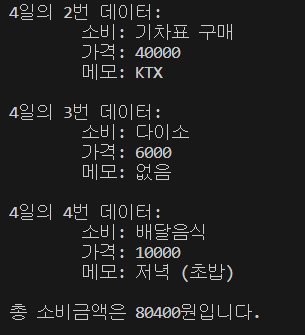 4일의 2번 데이터:
소비: 기차표 구매
가격: 40000
메모: KTX
4일의 3번 데이터:
소비: 다이소
가격: 6000
메모: 없음
4일의 4번 데이터:
소비: 배달음식
가격: 10000
메모: 저녁 (초밥)
총 소비금액은 80400원입니다.